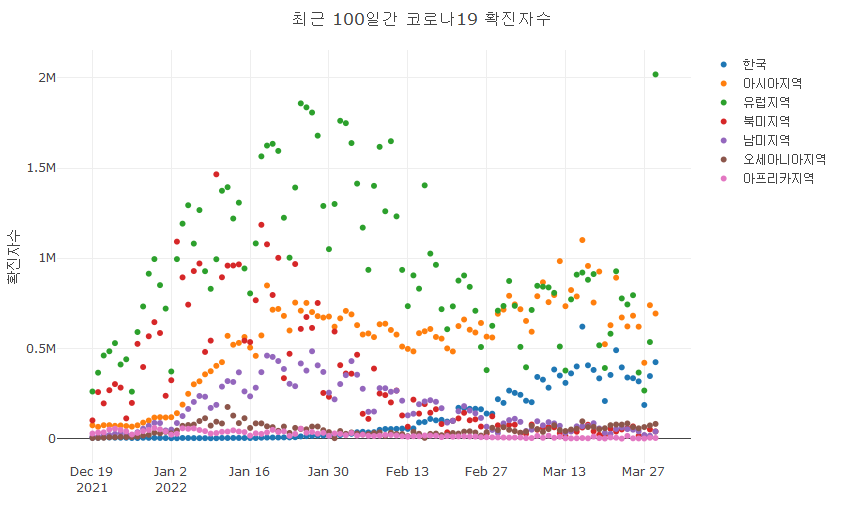 최근 100일간 코로나19 확진자수
한국
아시아지역
유럽지역
북미지역
남미지역
오세아니아지역
아프리카지역
확진자수
2M
1.5M
1M
0.5M
0
Dec 19
2021
Jan 2
2022
Jan 16
Jan 30
Feb 13
Feb 27
Mar 13
Mar 27